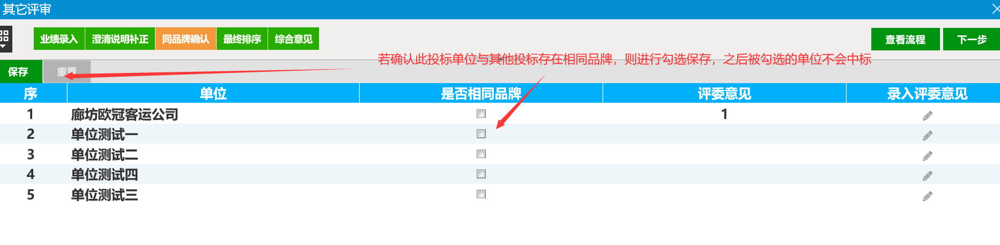 其它评审
业绩录入 澄清说明补正 同品牌确认 最终排序 综合意见 查看流程 下一步
若确认此投标单位与其他投标存在相同品牌，则进行勾选保存，之后被勾选的单位不会中标
保存 重置
序 单位 是否相同品牌 评委意见 录入评委意见
1 廊坊欧冠客运公司 1
2 单位测试一
3 单位测试二
4 单位测试四
5 单位测试三